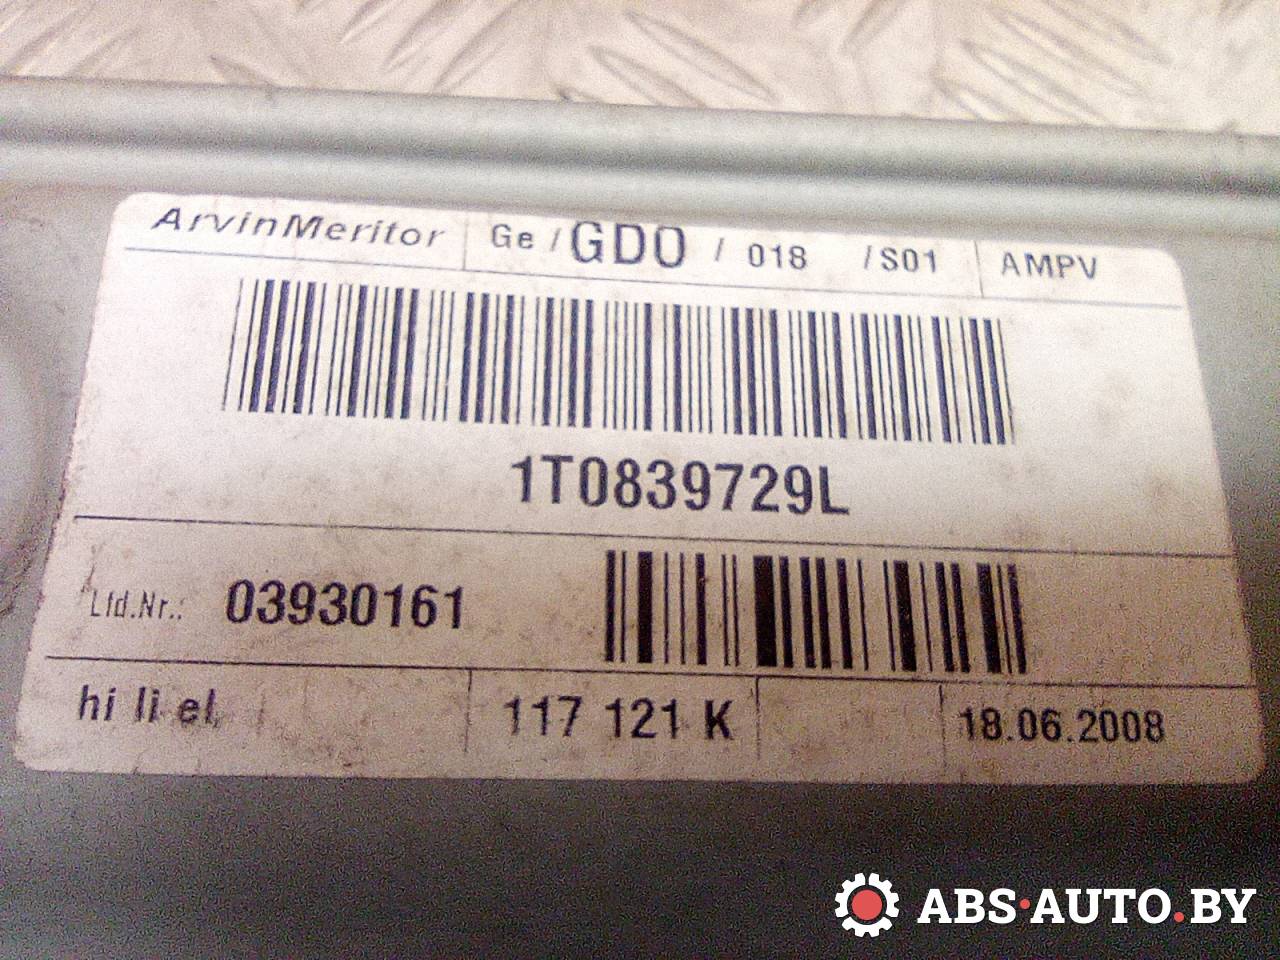 ArvinMeritor Ge / GDO / 018 / S01 AMPV
1T0839729L
Lfd.Nr.: 03930161
hi li el. 117 121 K 18.06.2008
ABS·AUTO.BY